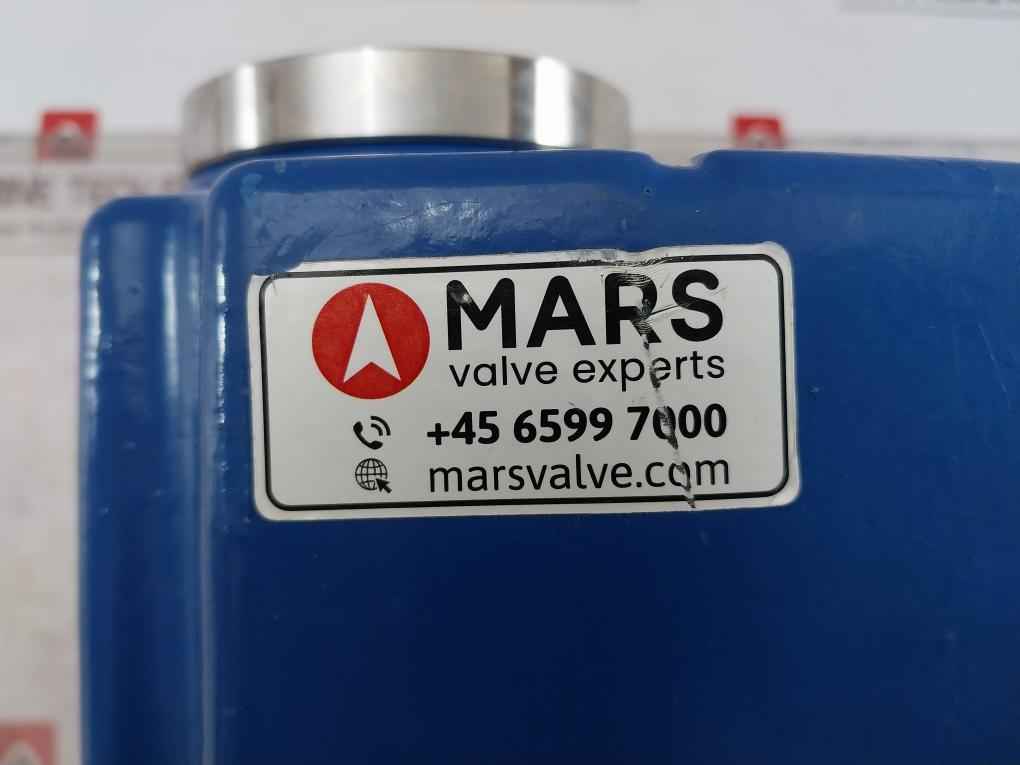 MARS
valve experts
+45 6599 7000
marsvalve.com